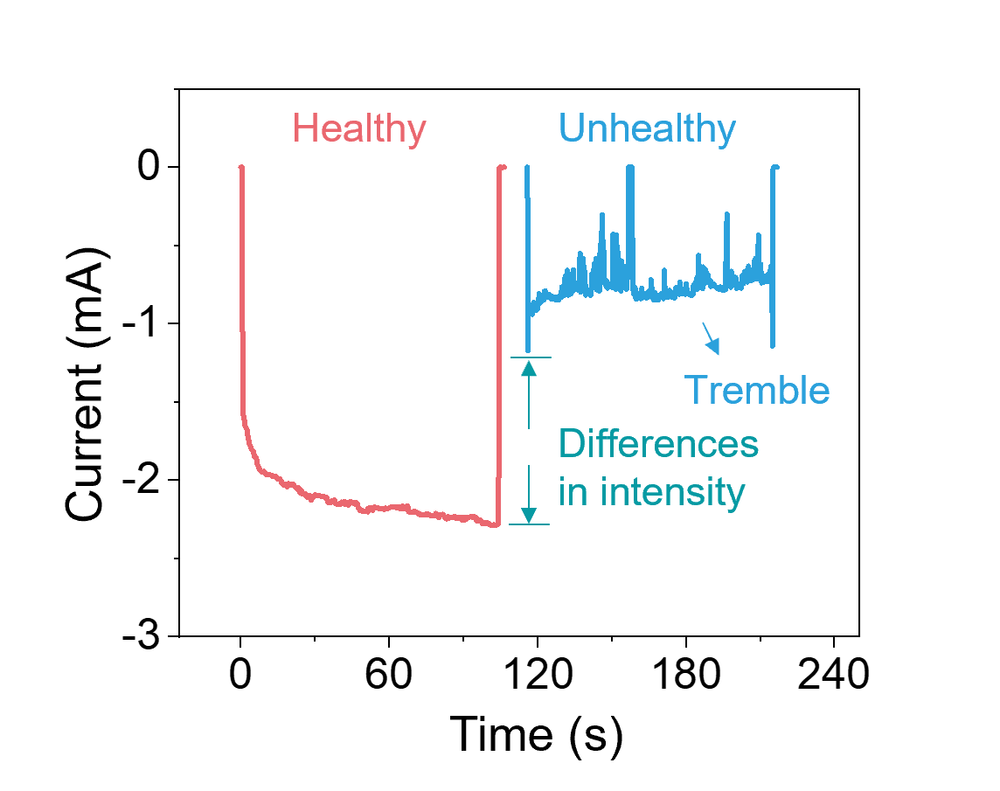 Healthy
Unhealthy
0
-1
-2
-3
Current (mA)
Tremble
Differences
in intensity
0 60 120 180 240
Time (s)